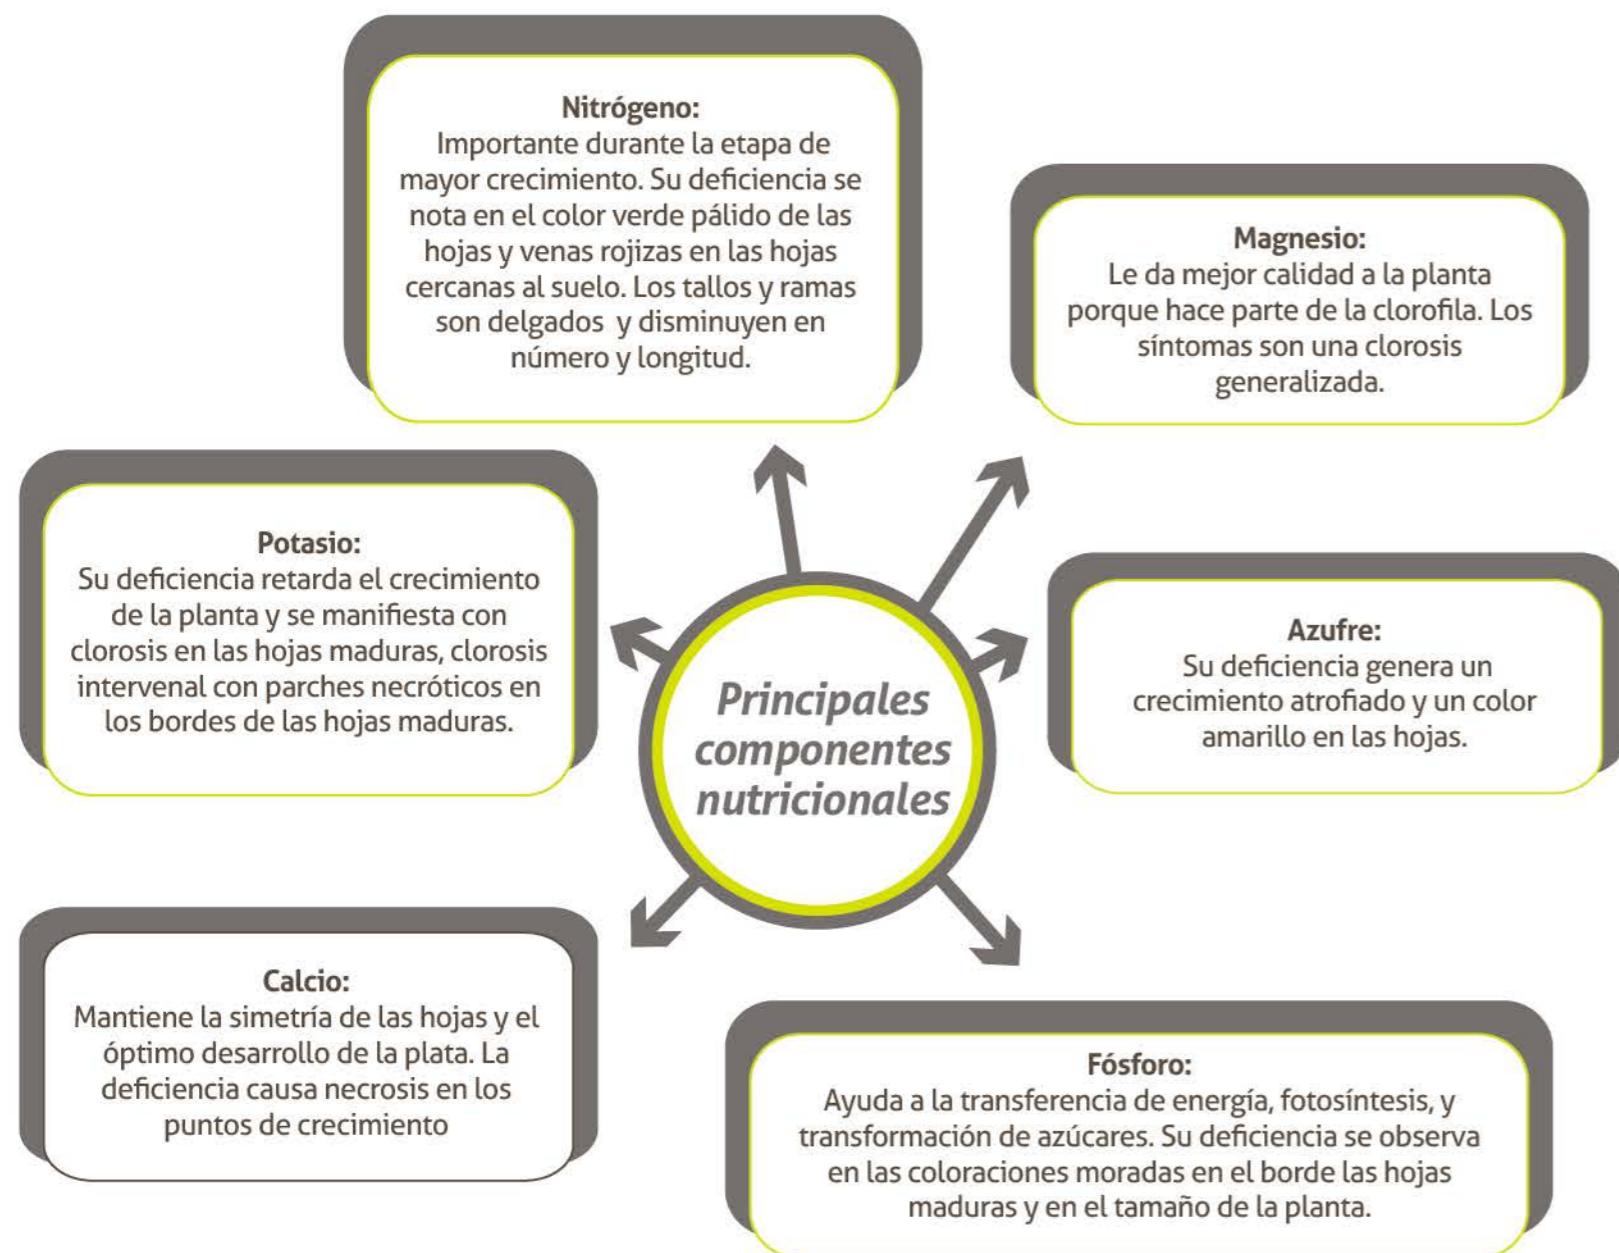 Nitrógeno:
Importante durante la etapa de
mayor crecimiento. Su deficiencia se
nota en el color verde pálido de las
hojas y venas rojizas en las hojas
cercanas al suelo. Los tallos y ramas
son delgados y disminuyen en
número y longitud.
Magnesio:
Le da mejor calidad a la planta
porque hace parte de la clorofila. Los
síntomas son una clorosis
generalizada.
Potasio:
Su deficiencia retarda el crecimiento
de la planta y se manifiesta con
clorosis en las hojas maduras, clorosis
intervenal con parches necróticos en
los bordes de las hojas maduras.
Azufre:
Su deficiencia genera un
crecimiento atrofiado y un color
amarillo en las hojas.
Principales
componentes
nutricionales
Calcio:
Mantiene la simetría de las hojas y el
óptimo desarrollo de la plata. La
deficiencia causa necrosis en los
puntos de crecimiento
Fósforo:
Ayuda a la transferencia de energía, fotosíntesis, y
transformación de azúcares. Su deficiencia se observa
en las coloraciones moradas en el borde las hojas
maduras y en el tamaño de la planta.